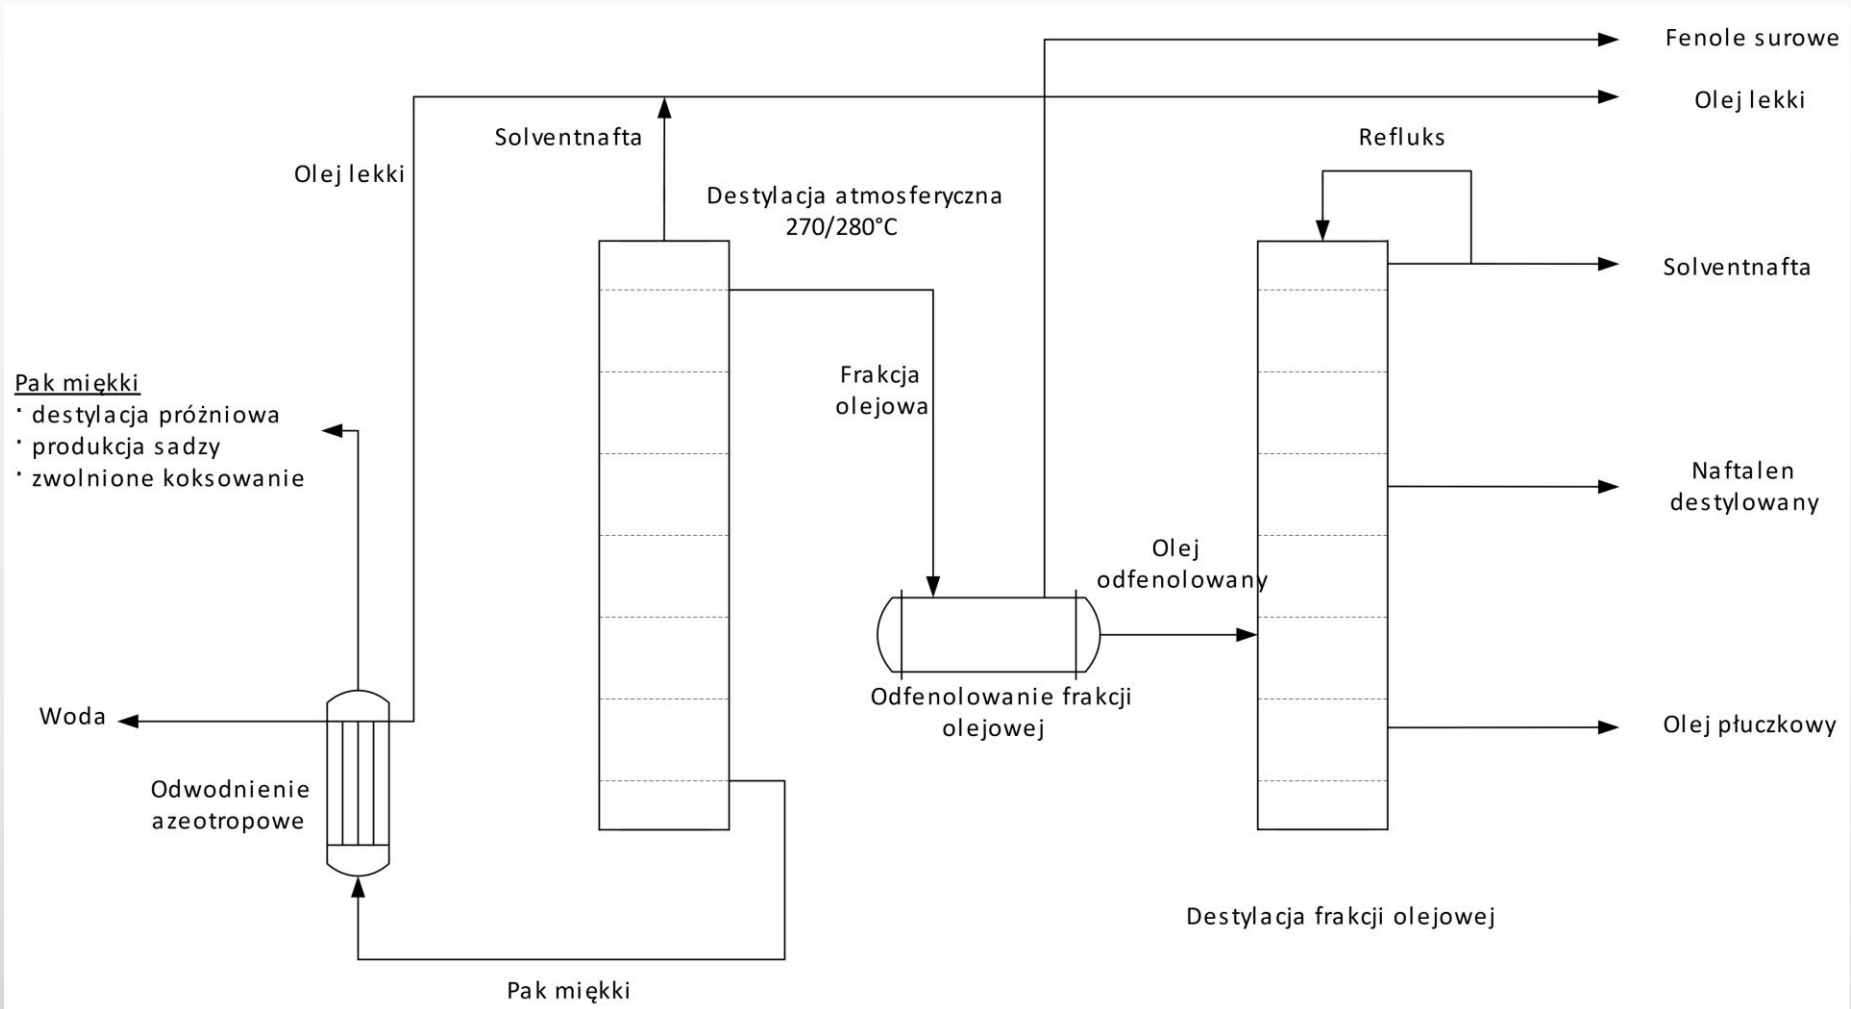 Fenole surowe
Olej lekki
Solventnafta
Refluks
Olej lekki
Destylacja atmosferyczna
270/280°C
Solventnafta
Frakcja
olejowa
Pak miękki
· destylacja próżniowa
· produkcja sadzy
· zwolnione koksowanie
Naftalen
destylowany
Olej
odfenolowany
Odfenolowanie frakcji
olejowej
Woda
Olej płuczkowy
Odwodnienie
azeotropowe
Destylacja frakcji olejowej
Pak miękki